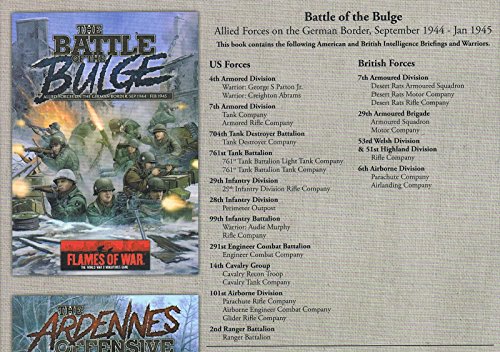 THE
BATTLE
OF THE
BULGE
ALLIED FORCES ON THE GERMAN BORDER, SEP 1944 - FEB 1945
FLAMES OF WAR
THE WORLD WAR II MINIATURES GAME
THE
ARDENNES
OFFENSIVE
Battle of the Bulge
Allied Forces on the German Border, September 1944 - Jan 1945
This book contains the following American and British Intelligence Briefings and Warriors.
US Forces
4th Armored Division
Warrior: George S Patton Jr.
Warrior: Creighton Abrams
7th Armored Division
Tank Company
Armored Rifle Company
704th Tank Destroyer Battalion
Tank Destroyer Company
761st Tank Battalion
761st Tank Battalion Light Tank Company
761st Tank Battalion Tank Company
29th Infantry Division
29th Infantry Division Rifle Company
28th Infantry Division
Perimeter Outpost
99th Infantry Battalion
Warrior: Audie Murphy
Rifle Company
291st Engineer Combat Battalion
Engineer Combat Company
14th Cavalry Group
Cavalry Recon Troop
Cavalry Tank Company
101st Airborne Division
Parachute Rifle Company
Airborne Engineer Combat Company
Glider Rifle Company
2nd Ranger Battalion
Ranger Battalion
British Forces
7th Armoured Division
Desert Rats Armoured Squadron
Desert Rats Motor Company
Desert Rats Rifle Company
29th Armoured Brigade
Armoured Squadron
Motor Company
53rd Welsh Division
& 51st Highland Division
Rifle Company
6th Airborne Division
Parachute Company
Airlanding Company